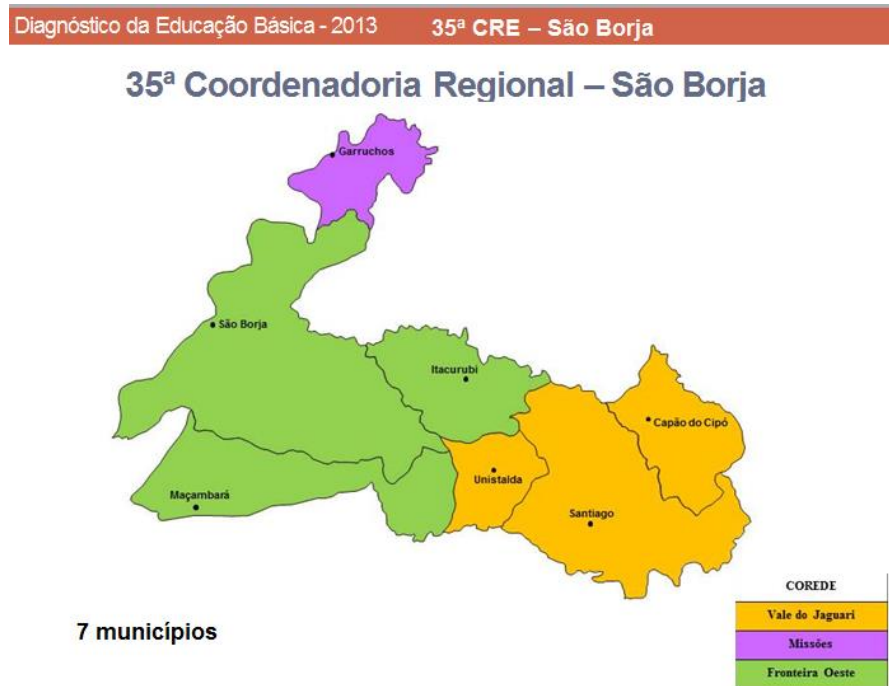 Diagnóstico da Educação Básica - 2013 35ª CRE – São Borja
35ª Coordenadoria Regional – São Borja
Garruchos
São Borja
Itacurubi
Capão do Cipó
Unistalda
Maçambará
Santiago
7 municípios
COREDE
Vale do Jaguari
Missões
Fronteira Oeste